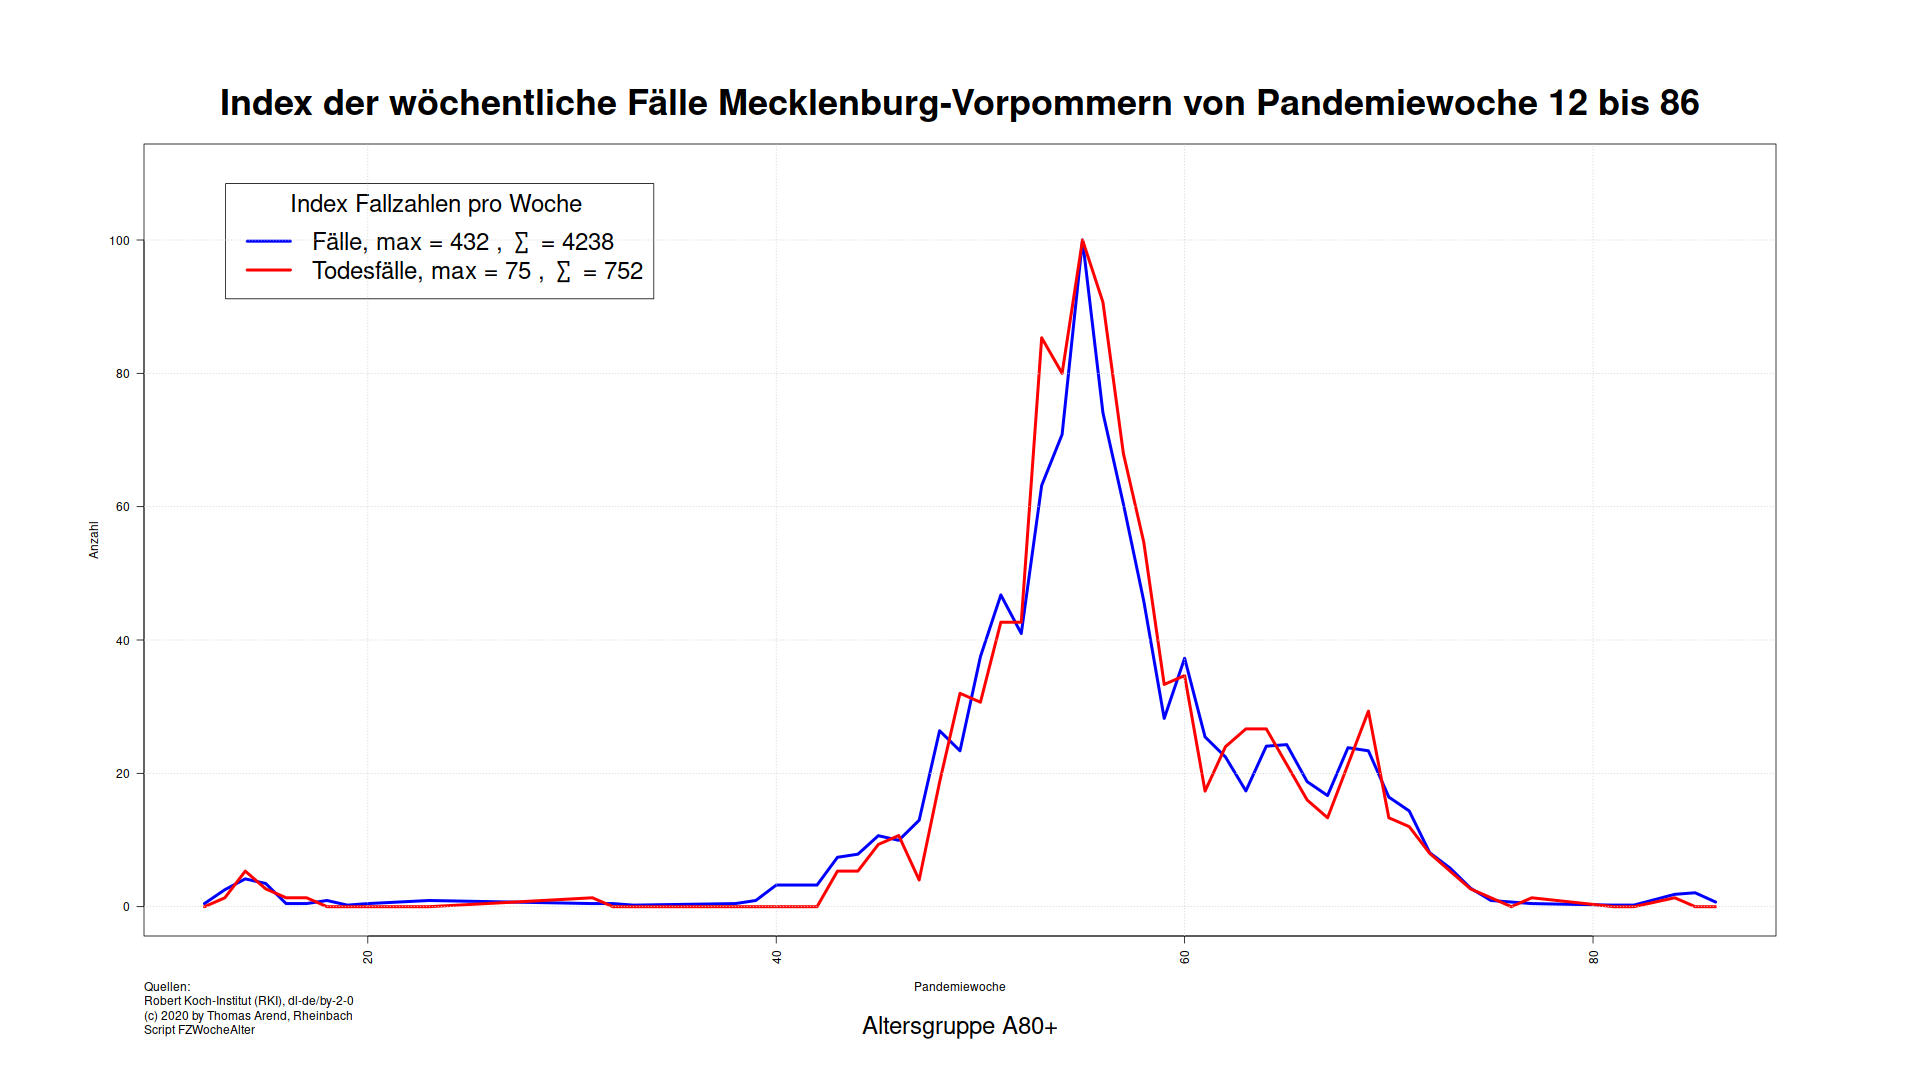 Index der wöchentliche Fälle Mecklenburg-Vorpommern von Pandemiewoche 12 bis 86
Index Fallzahlen pro Woche
Fälle, max = 432 , ∑ = 4238
Todesfälle, max = 75 , ∑ = 752
100
80
60
40
20
0
Anzahl
20
40
60
80
Pandemiewoche
Altersgruppe A80+
Quellen:
Robert Koch-Institut (RKI), dl-de/by-2-0
(c) 2020 by Thomas Arend, Rheinbach
Script FZWocheAlter